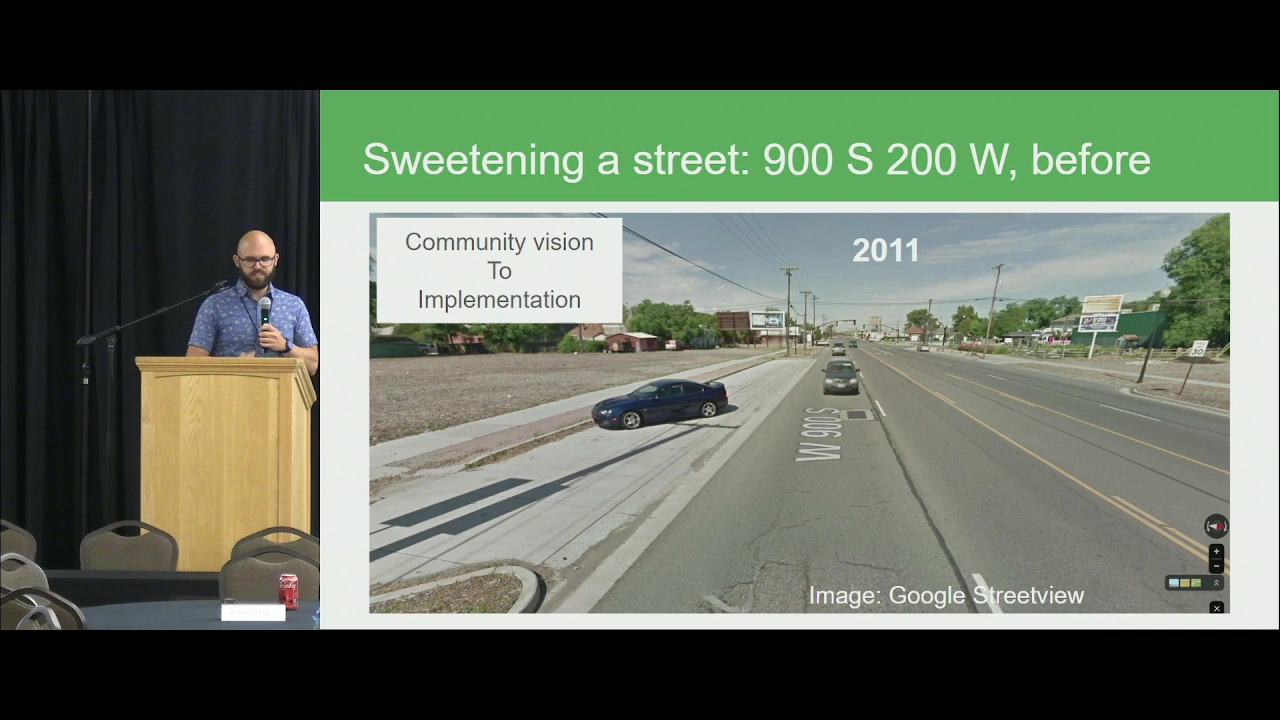 Sweetening a street: 900 S 200 W, before
Community vision
To
Implementation
2011
30
W 900 S
Image: Google Streetview